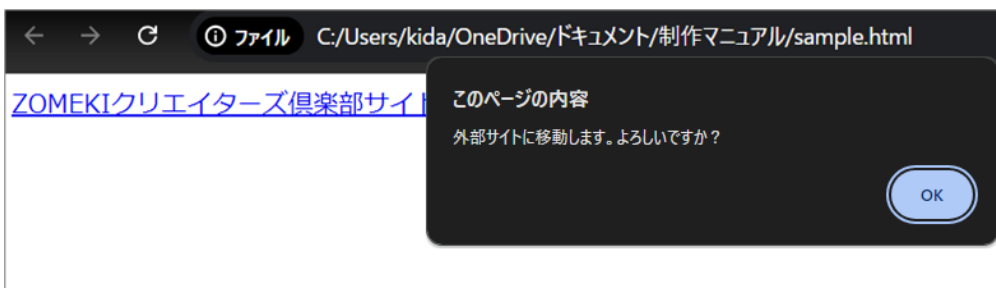 ファイル C:/Users/kida/OneDrive/ドキュメント/制作マニュアル/sample.html
ZOMEKIクリエイターズ倶楽部サイト
このページの内容
外部サイトに移動します。よろしいですか？
OK